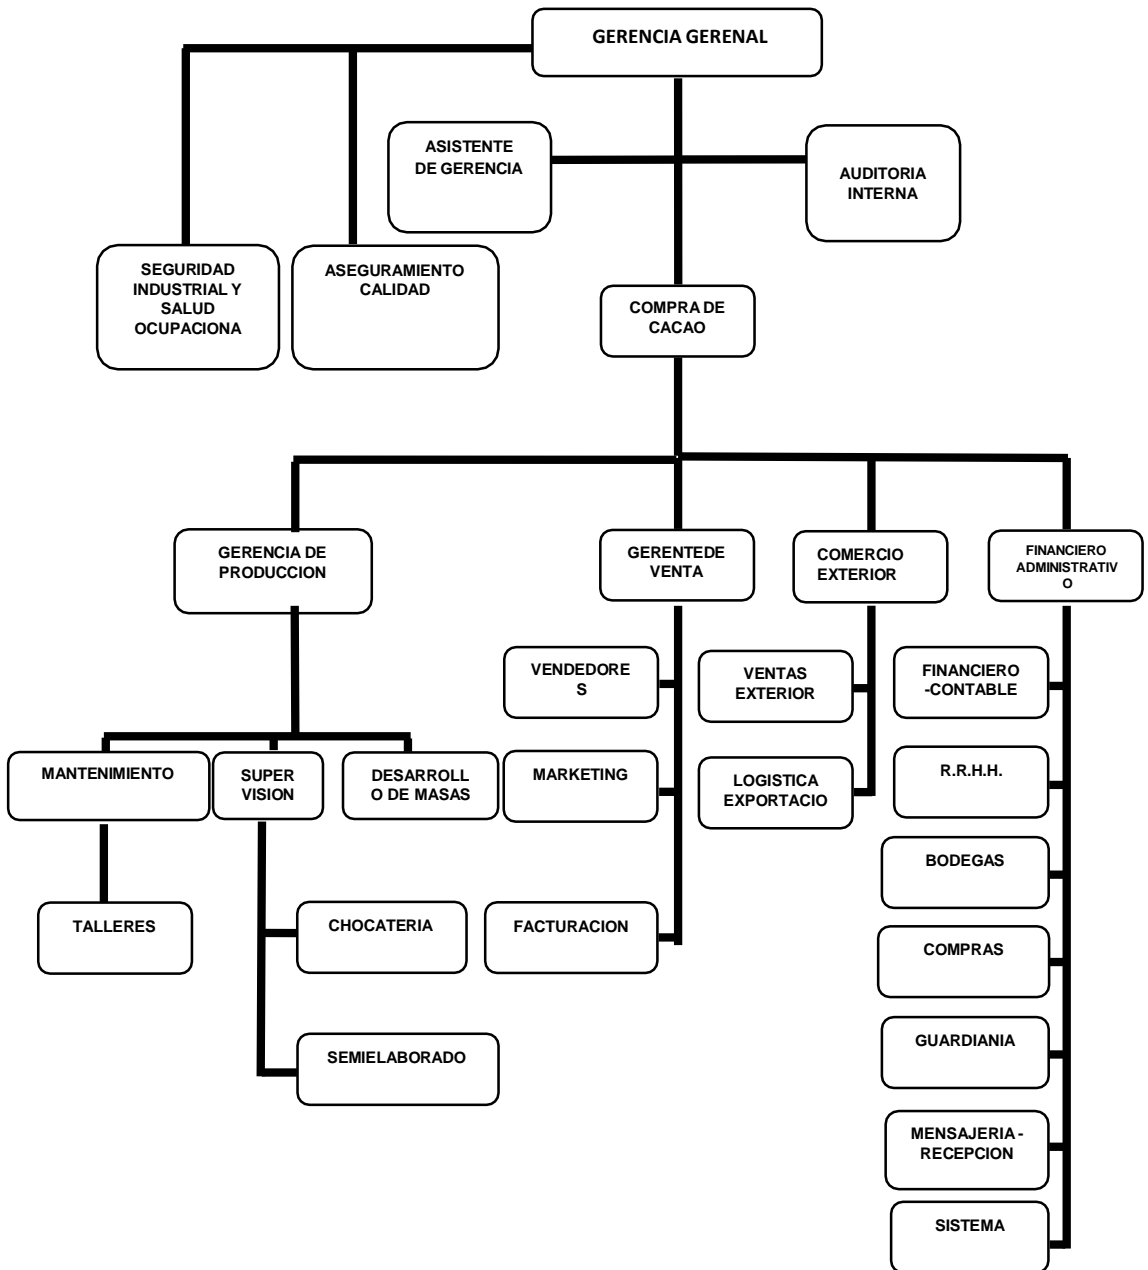 GERENCIA GERENAL
ASISTENTE
DE GERENCIA
AUDITORIA
INTERNA
SEGURIDAD
INDUSTRIAL Y
SALUD
OCUPACIONA
ASEGURAMIENTO
CALIDAD
COMPRA DE
CACAO
GERENCIA DE
PRODUCCION
GERENTEDE
VENTA
COMERCIO
EXTERIOR
FINANCIERO
ADMINISTRATIV
O
VENDEDORE
S
VENTAS
EXTERIOR
FINANCIERO
-CONTABLE
MANTENIMIENTO
SUPER
VISION
DESARROLL
O DE MASAS
MARKETING
LOGISTICA
EXPORTACIO
R.R.H.H.
BODEGAS
TALLERES
CHOCATERIA
FACTURACION
COMPRAS
SEMIELABORADO
GUARDIANIA
MENSAJERIA -
RECEPCION
SISTEMA